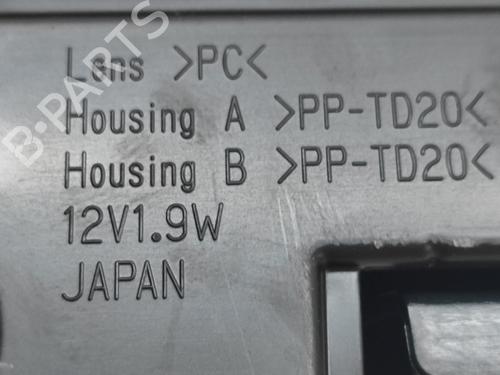 B-PARTS
Lens >PC<
Housing A >PP-TD20<
Housing B >PP-TD20<
12V1.9W
JAPAN